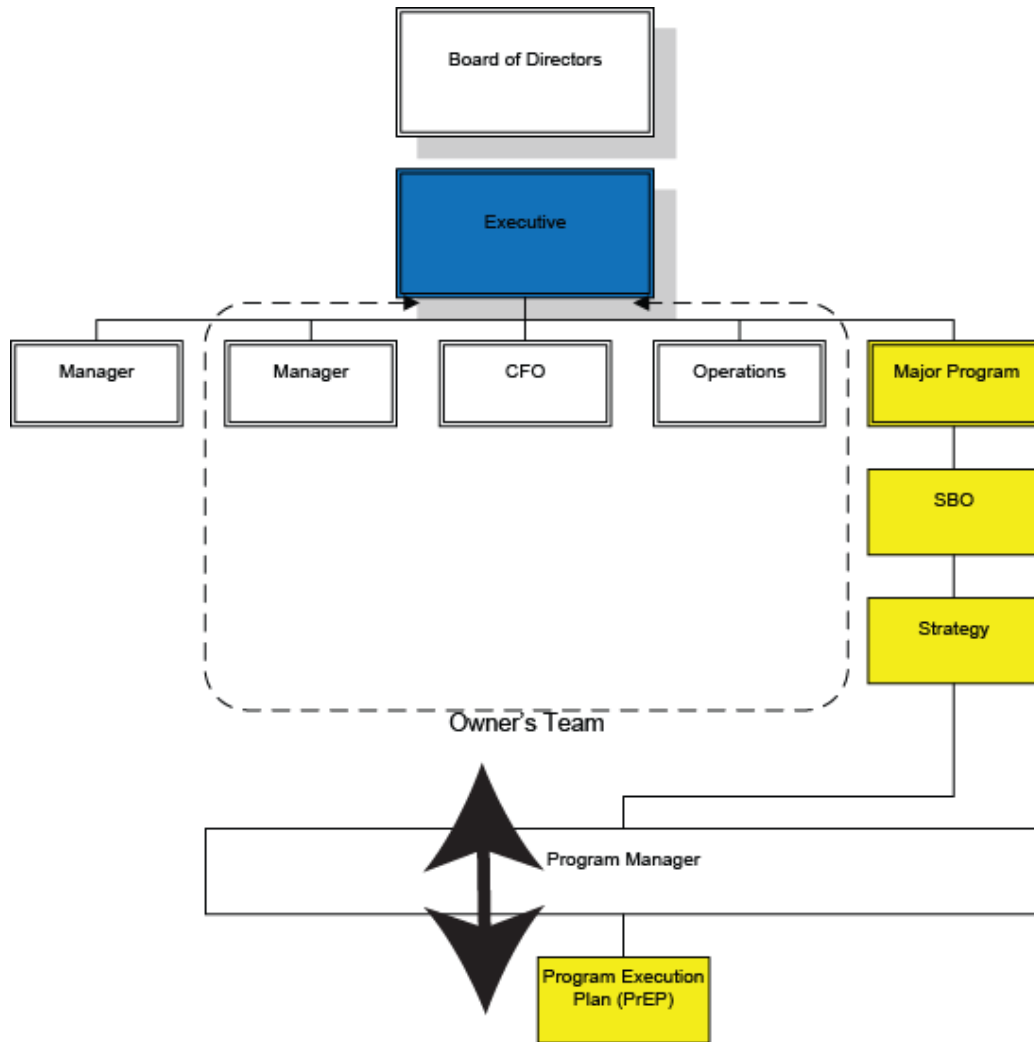 Board of Directors
Executive
Manager
Manager
CFO
Operations
Major Program
SBO
Strategy
Owner's Team
Program Manager
Program Execution
Plan (PrEP)